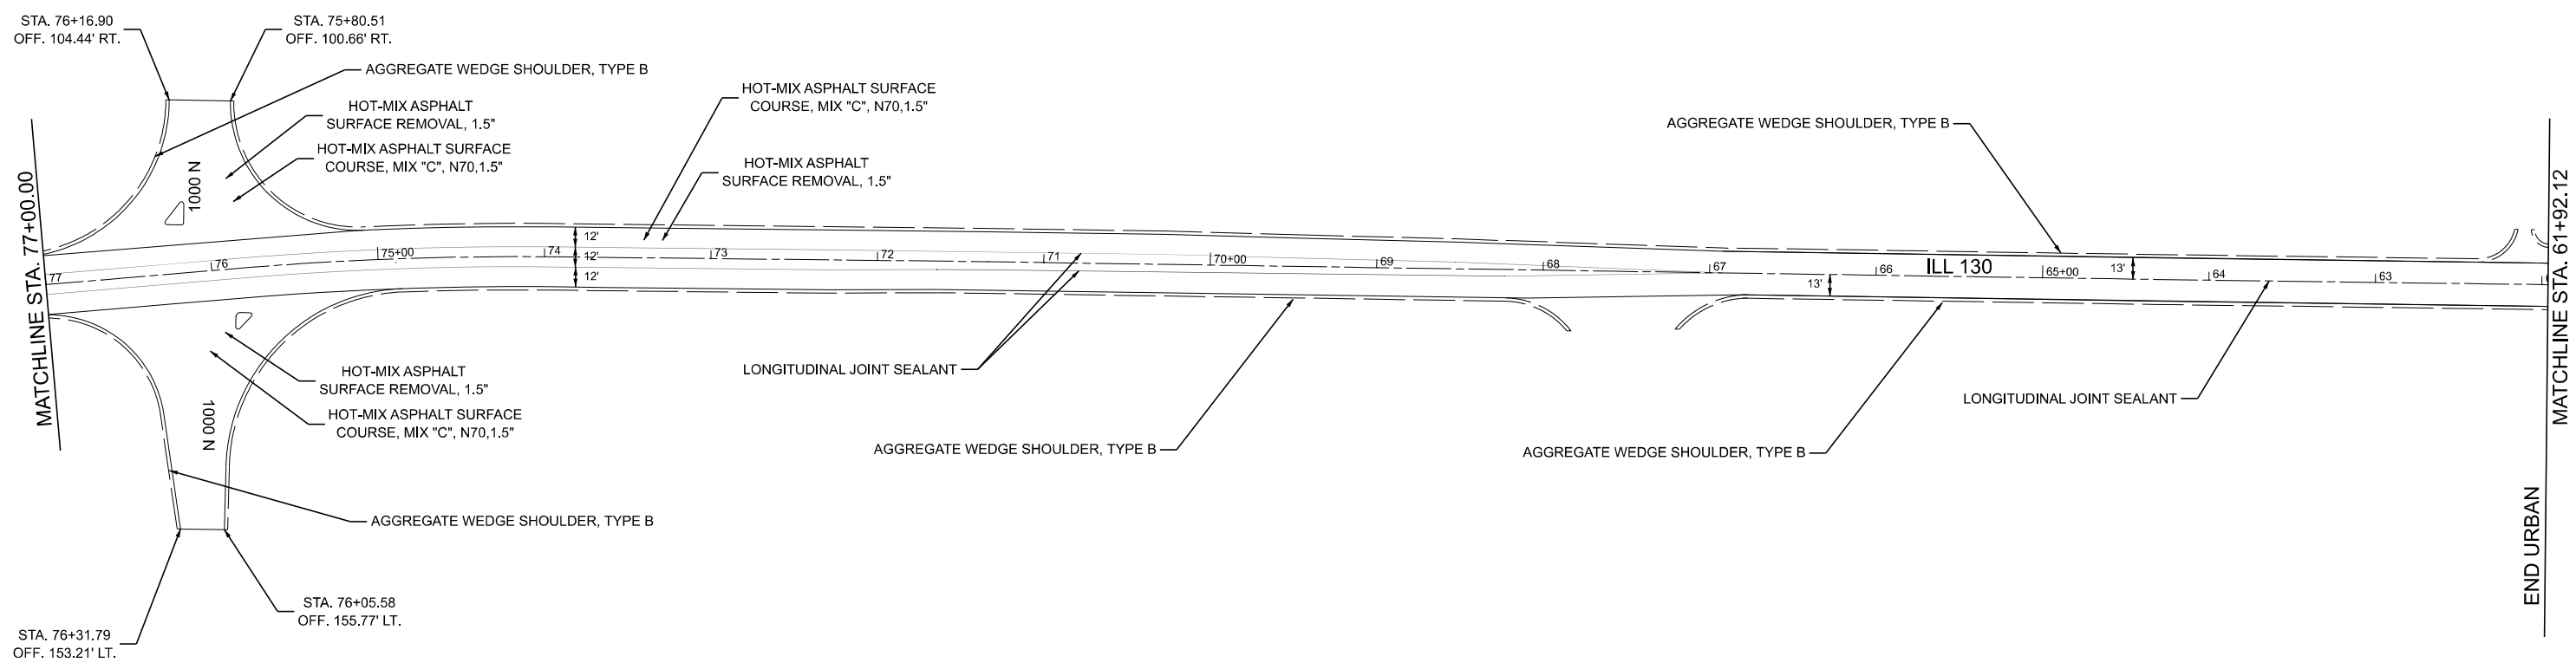 STA. 76+16.90
OFF. 104.44' RT.
STA. 75+80.51
OFF. 100.66' RT.
AGGREGATE WEDGE SHOULDER, TYPE B
HOT-MIX ASPHALT
SURFACE REMOVAL, 1.5"
HOT-MIX ASPHALT SURFACE
COURSE, MIX "C", N70,1.5"
HOT-MIX ASPHALT SURFACE
COURSE, MIX "C", N70,1.5"
HOT-MIX ASPHALT
SURFACE REMOVAL, 1.5"
AGGREGATE WEDGE SHOULDER, TYPE B
MATCHLINE STA. 77+00.00
1000 N
77
76
75+00
74
12'
12'
12'
73
72
71
70+00
69
68
67
66
ILL 130
65+00
64
63
13'
13'
MATCHLINE STA. 61+92.12
LONGITUDINAL JOINT SEALANT
LONGITUDINAL JOINT SEALANT
HOT-MIX ASPHALT
SURFACE REMOVAL, 1.5"
HOT-MIX ASPHALT SURFACE
COURSE, MIX "C", N70,1.5"
1000 N
AGGREGATE WEDGE SHOULDER, TYPE B
AGGREGATE WEDGE SHOULDER, TYPE B
AGGREGATE WEDGE SHOULDER, TYPE B
END URBAN
STA. 76+05.58
OFF. 155.77' LT.
STA. 76+31.79
OFF. 153.21' LT.